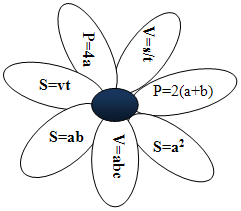 P=4a
V=s/t
P=2(a+b)
S=a²
V=abc
S=ab
S=vt